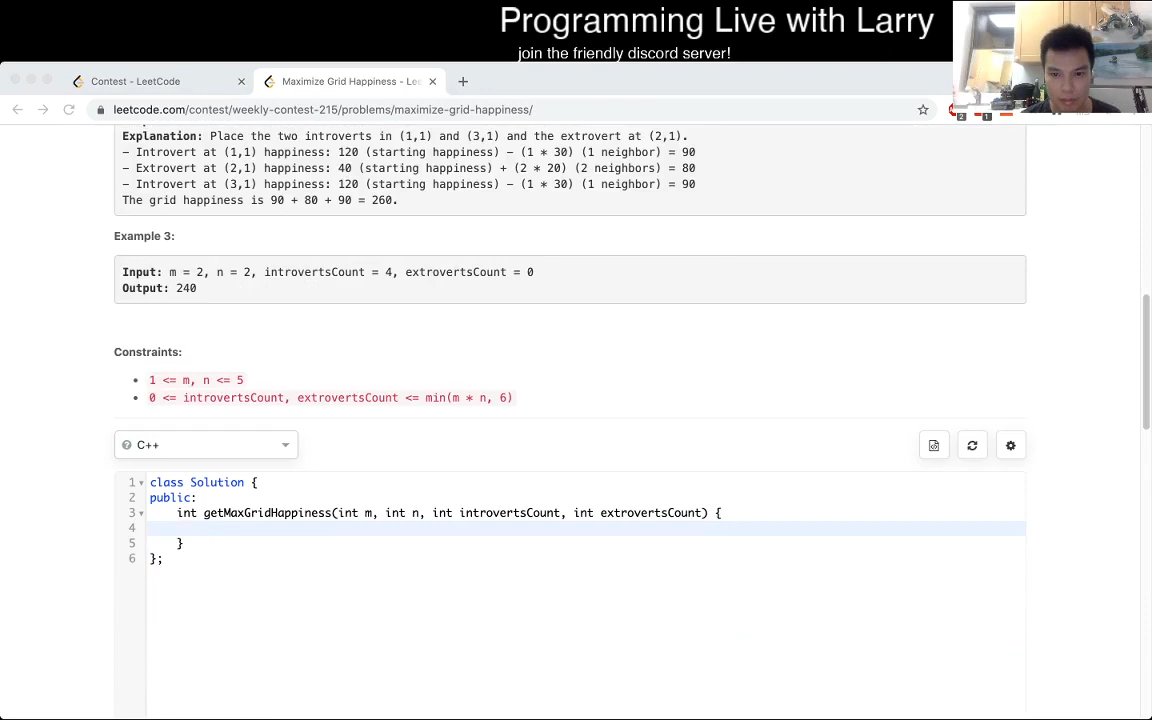 Programming Live with Larry
join the friendly discord server!
Contest - LeetCode
Maximize Grid Happiness - Lee
leetcode.com/contest/weekly-contest-215/problems/maximize-grid-happiness/
2
1
Explanation: Place the two introverts in (1,1) and (3,1) and the extrovert at (2,1).
- Introvert at (1,1) happiness: 120 (starting happiness) - (1 * 30) (1 neighbor) = 90
- Extrovert at (2,1) happiness: 40 (starting happiness) + (2 * 20) (2 neighbors) = 80
- Introvert at (3,1) happiness: 120 (starting happiness) - (1 * 30) (1 neighbor) = 90
The grid happiness is 90 + 80 + 90 = 260.
Example 3:
Input: m = 2, n = 2, introvertsCount = 4, extrovertsCount = 0
Output: 240
Constraints:
• 1 <= m, n <= 5
• 0 <= introvertsCount, extrovertsCount <= min(m * n, 6)
C++
1 class Solution {
2 public:
3 int getMaxGridHappiness(int m, int n, int introvertsCount, int extrovertsCount) {
4
5 }
6 };